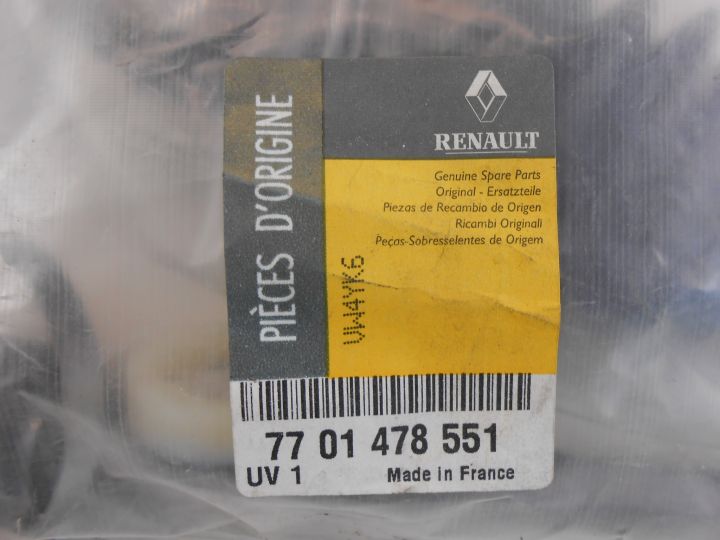 PIÈCES D'ORIGINE
RENAULT
Genuine Spare Parts
Original - Ersatzteile
Piezas de Recambio de Origen
Ricambi Originali
Peças-Sobresselentes de Origem
VW4YK6
77 01 478 551
UV 1 Made in France